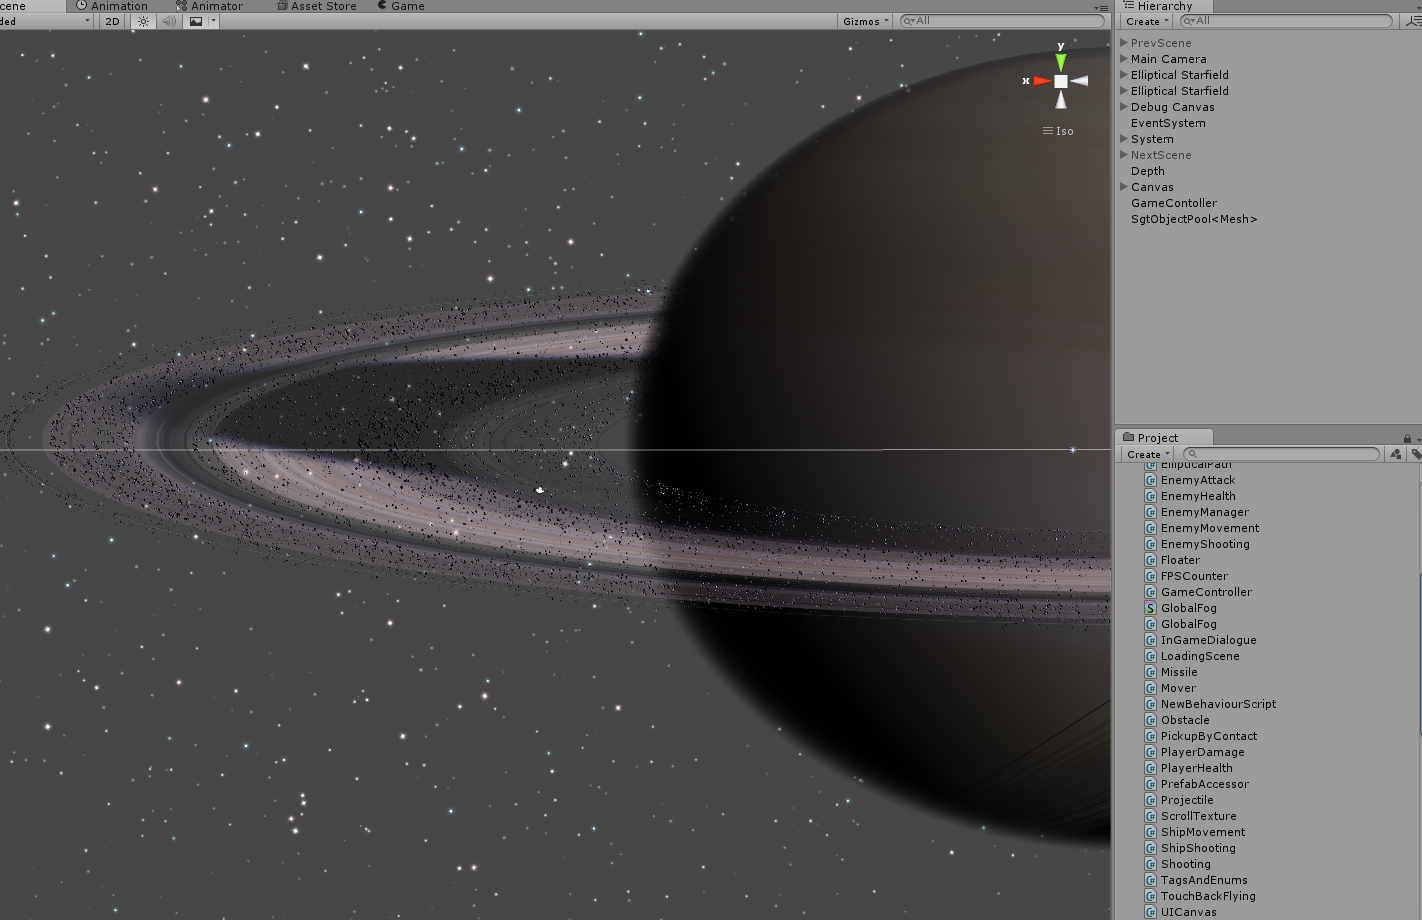 cene Animation Animator Asset Store Game
ded 2D Gizmos All
y
x
Iso
Hierarchy
Create All
PrevScene
Main Camera
Elliptical Starfield
Elliptical Starfield
Debug Canvas
EventSystem
System
NextScene
Depth
Canvas
GameContoller
SgtObjectPool<Mesh>
Project
Create
EllipticalPath
EnemyAttack
EnemyHealth
EnemyManager
EnemyMovement
EnemyShooting
Floater
FPSCounter
GameController
GlobalFog
GlobalFog
InGameDialogue
LoadingScene
Missile
Mover
NewBehaviourScript
Obstacle
PickupByContact
PlayerDamage
PlayerHealth
PrefabAccessor
Projectile
ScrollTexture
ShipMovement
ShipShooting
Shooting
TagsAndEnums
TouchBackFlying
UICanvas